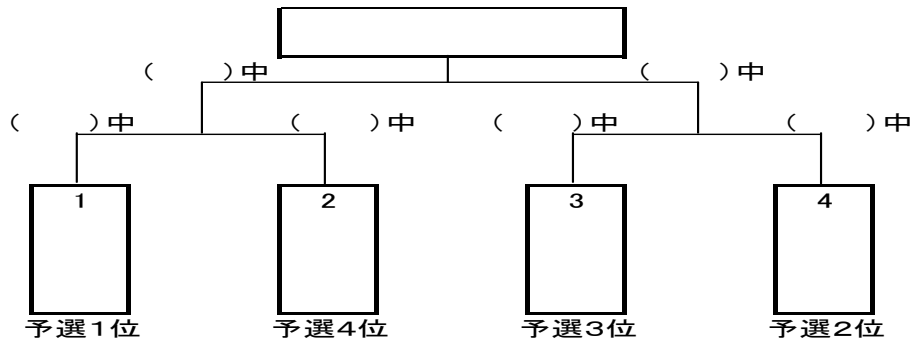 （　　）中　（　　）中
（　　）中　（　　）中　（　　）中　（　　）中
1　2　3　4
予選１位　予選４位　予選３位　予選２位